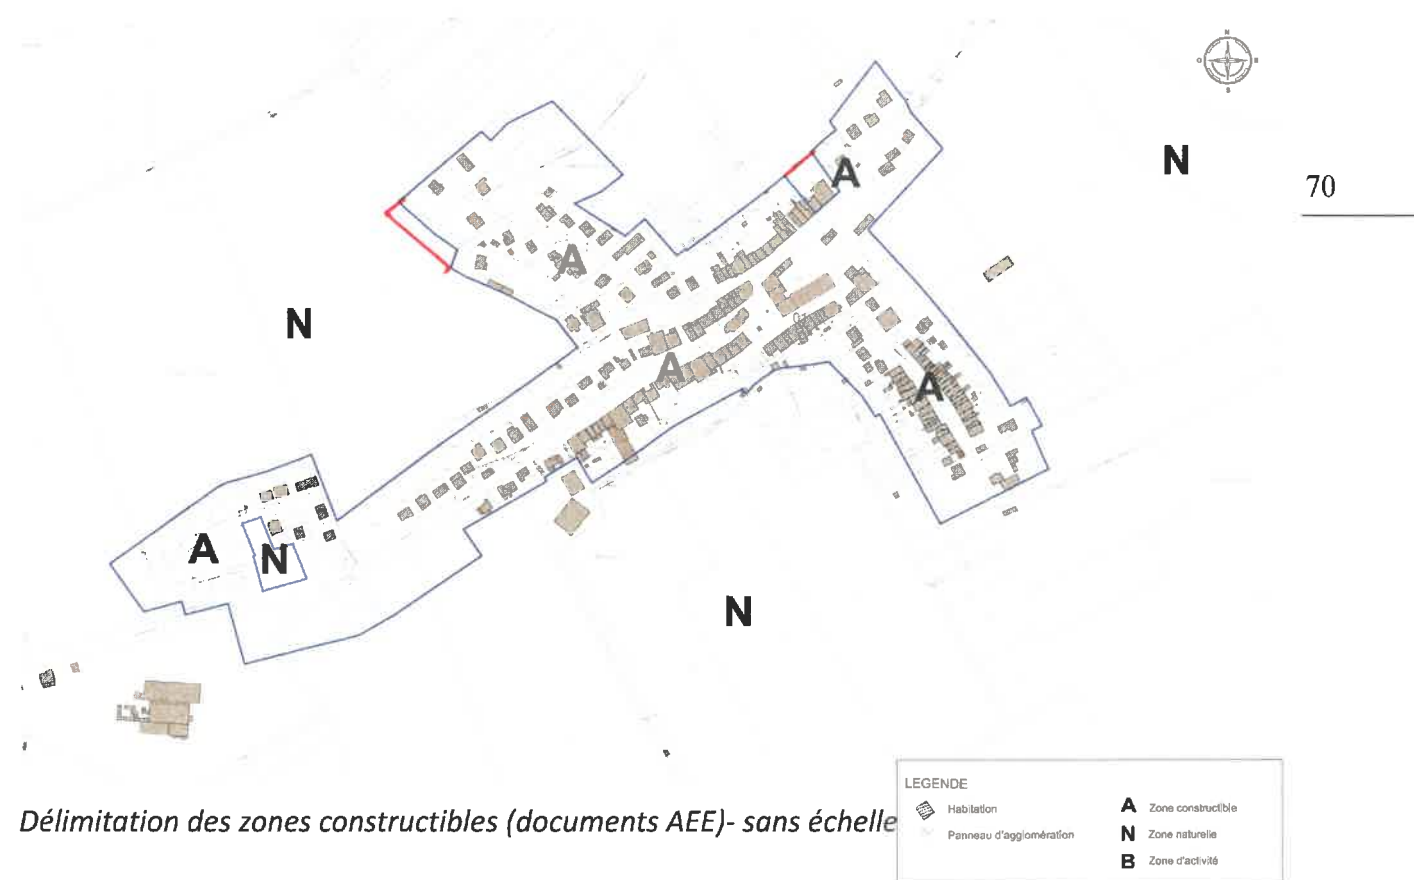 N
O
E
S
N
70
A
A
N
A
A
A
N
N
Délimitation des zones constructibles (documents AEE)- sans échelle
LEGENDE
Habitation
Panneau d'agglomération
A Zone constructible
N Zone naturelle
B Zone d'activité